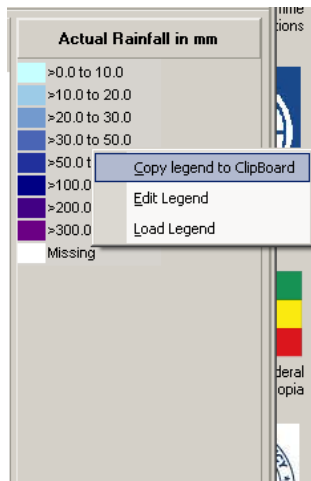 mme
tions
Actual Rainfall in mm
>0.0 to 10.0
>10.0 to 20.0
>20.0 to 30.0
>30.0 to 50.0
>50.0 t
>100.0
>200.0
>300.0
Missing
Copy legend to ClipBoard
Edit Legend
Load Legend
deral
opia